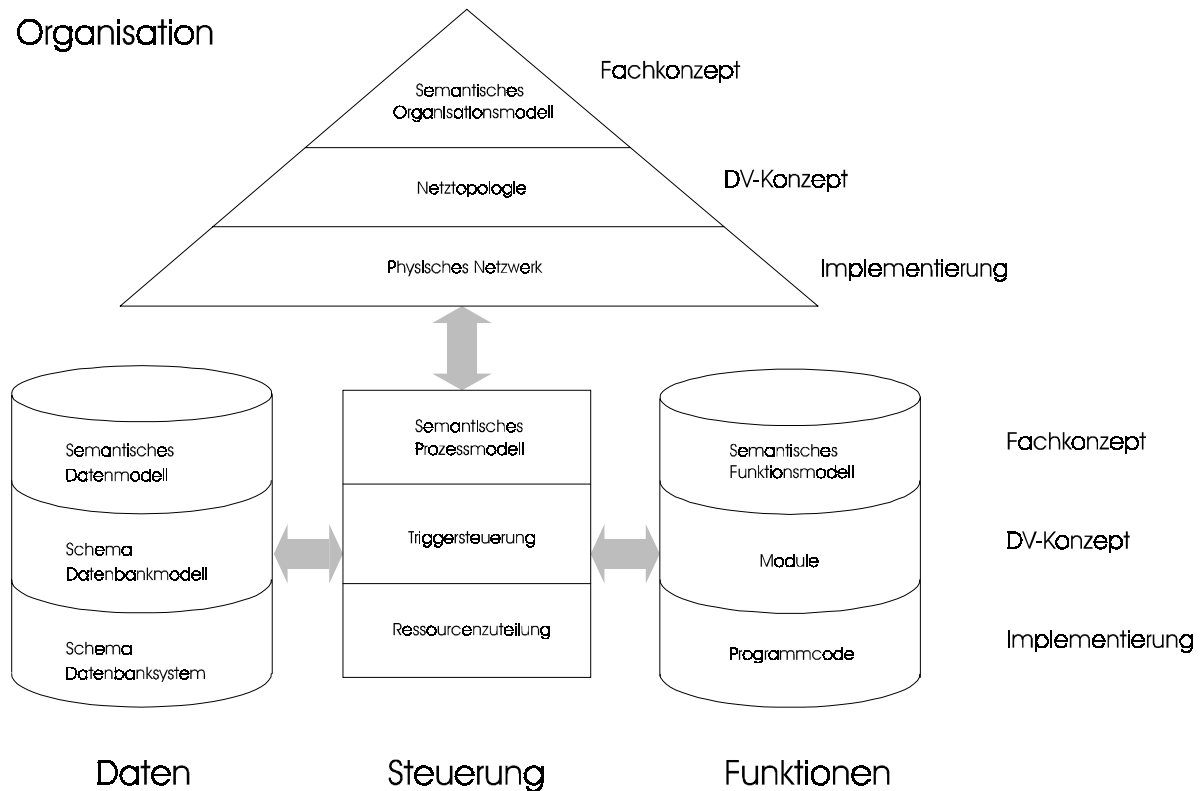 Organisation
Fachkonzept
Semantisches
Organisationsmodell
DV-Konzept
Netztopologie
Physisches Netzwerk
Implementierung
Semantisches
Datenmodell
Semantisches
Prozessmodell
Semantisches
Funktionsmodell
Fachkonzept
Schema
Datenbankmodell
Triggersteuerung
Module
DV-Konzept
Schema
Datenbanksystem
Ressourcenzuteilung
Programmcode
Implementierung
Daten
Steuerung
Funktionen